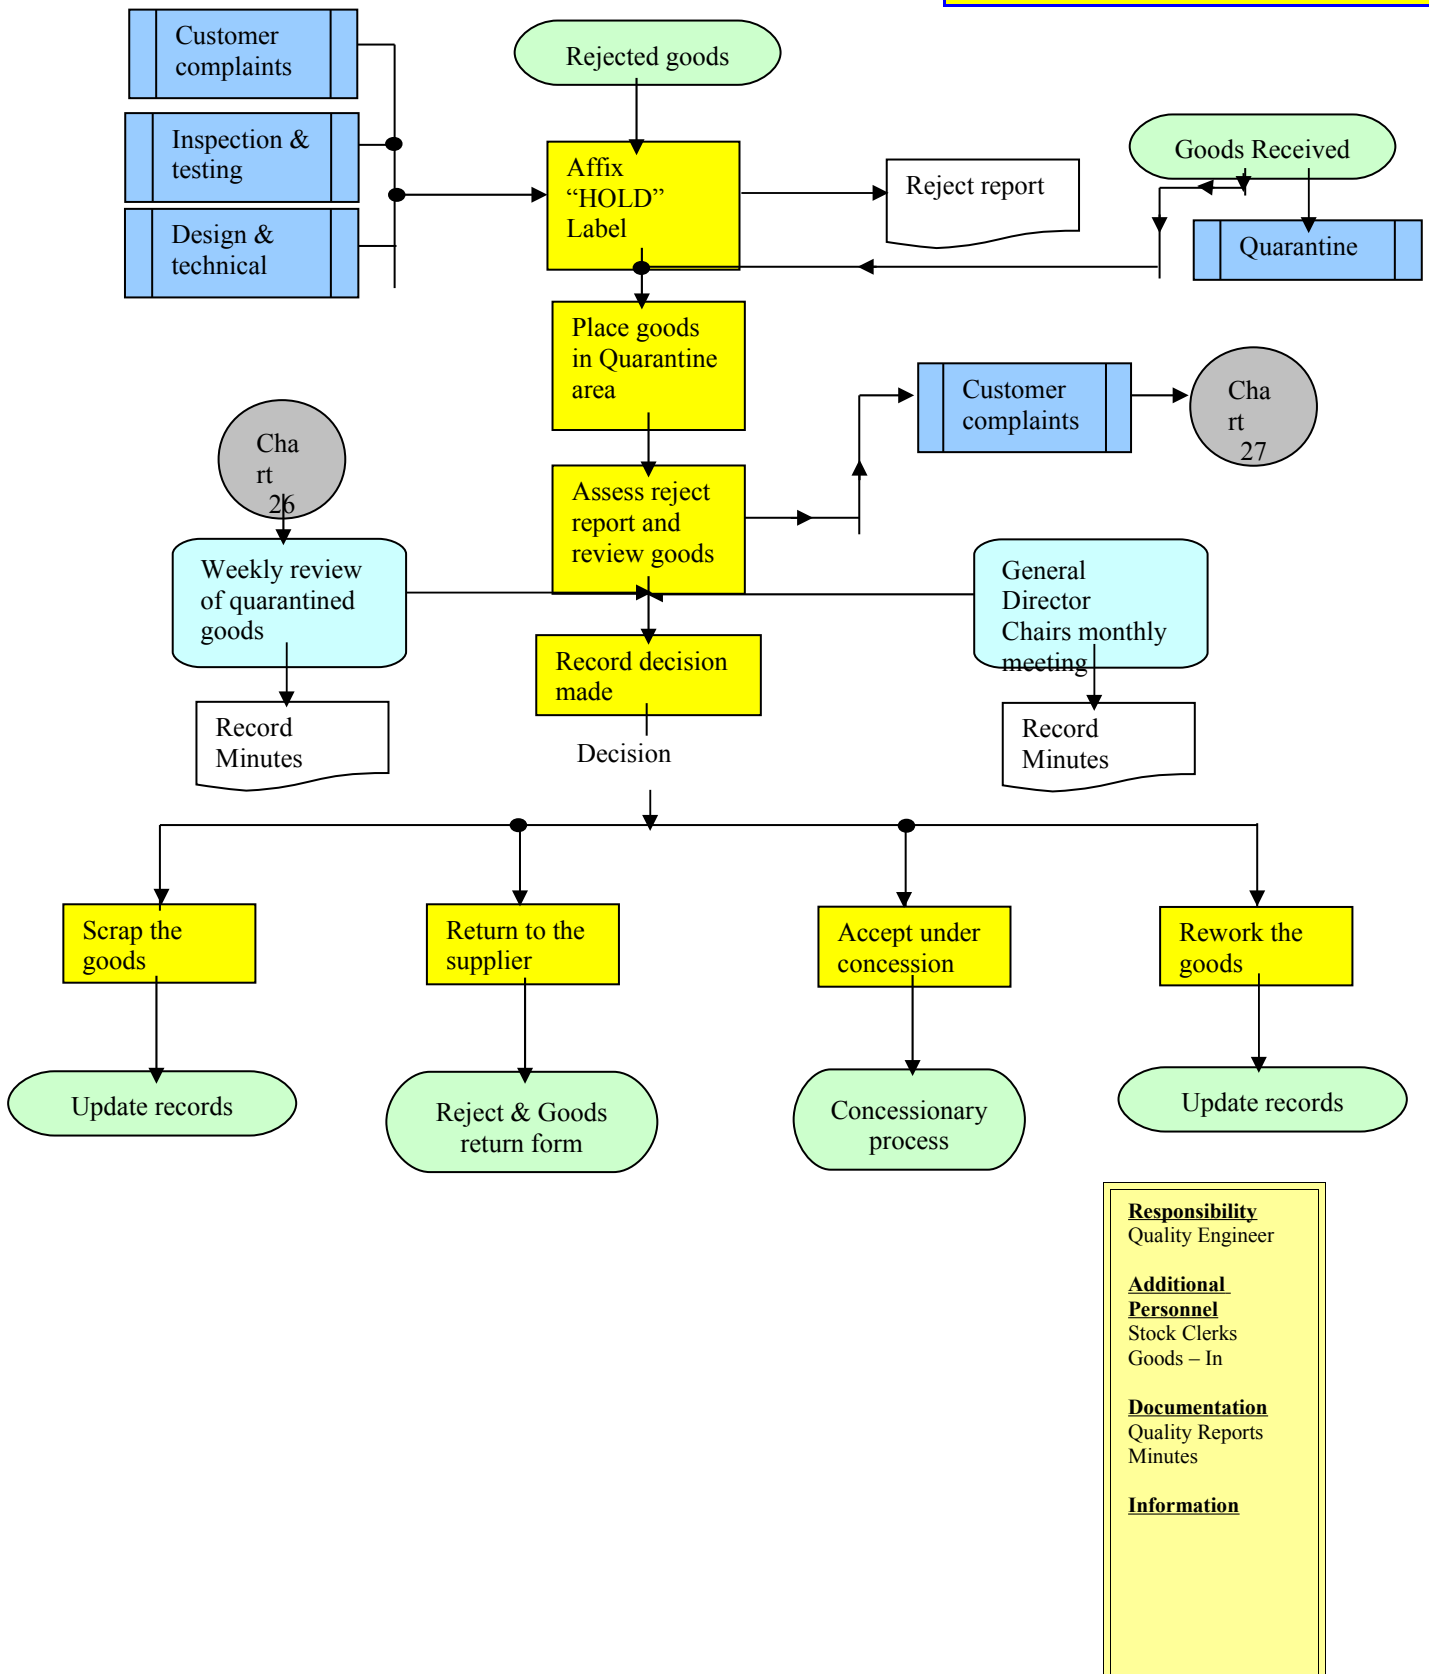 Customer
complaints
Rejected goods
Inspection &
testing
Affix
“HOLD”
Label
Reject report
Goods Received
Design &
technical
Quarantine
Place goods
in Quarantine
area
Customer
complaints
Cha
rt
27
Cha
rt
26
Assess reject
report and
review goods
Weekly review
of quarantined
goods
General
Director
Chairs monthly
meeting
Record decision
made
Record
Minutes
Decision
Record
Minutes
Scrap the
goods
Return to the
supplier
Accept under
concession
Rework the
goods
Update records
Reject & Goods
return form
Concessionary
process
Update records
Responsibility
Quality Engineer
Additional
Personnel
Stock Clerks
Goods – In
Documentation
Quality Reports
Minutes
Information